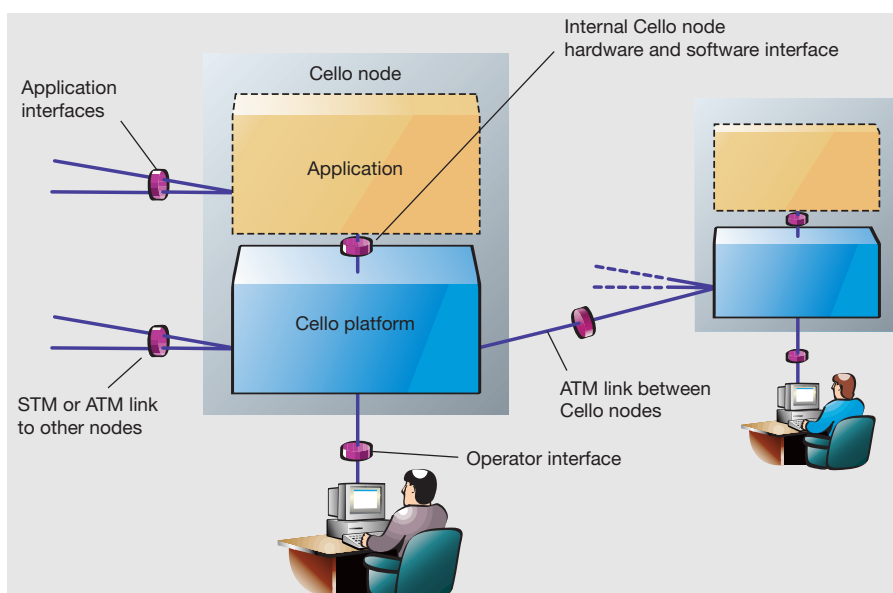 Internal Cello node
hardware and software interface
Cello node
Application
interfaces
Application
Cello platform
STM or ATM link
to other nodes
ATM link between
Cello nodes
Operator interface